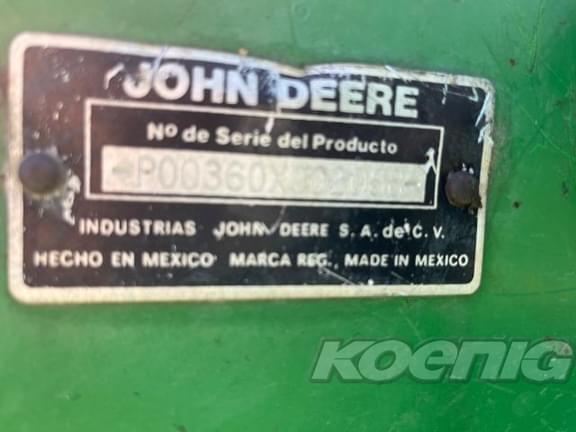 JOHN DEERE
Nº de Serie del Producto
INDUSTRIAS JOHN DEERE S. A. de C. V.
HECHO EN MEXICO MARCA REG., MADE IN MEXICO
KOENIG